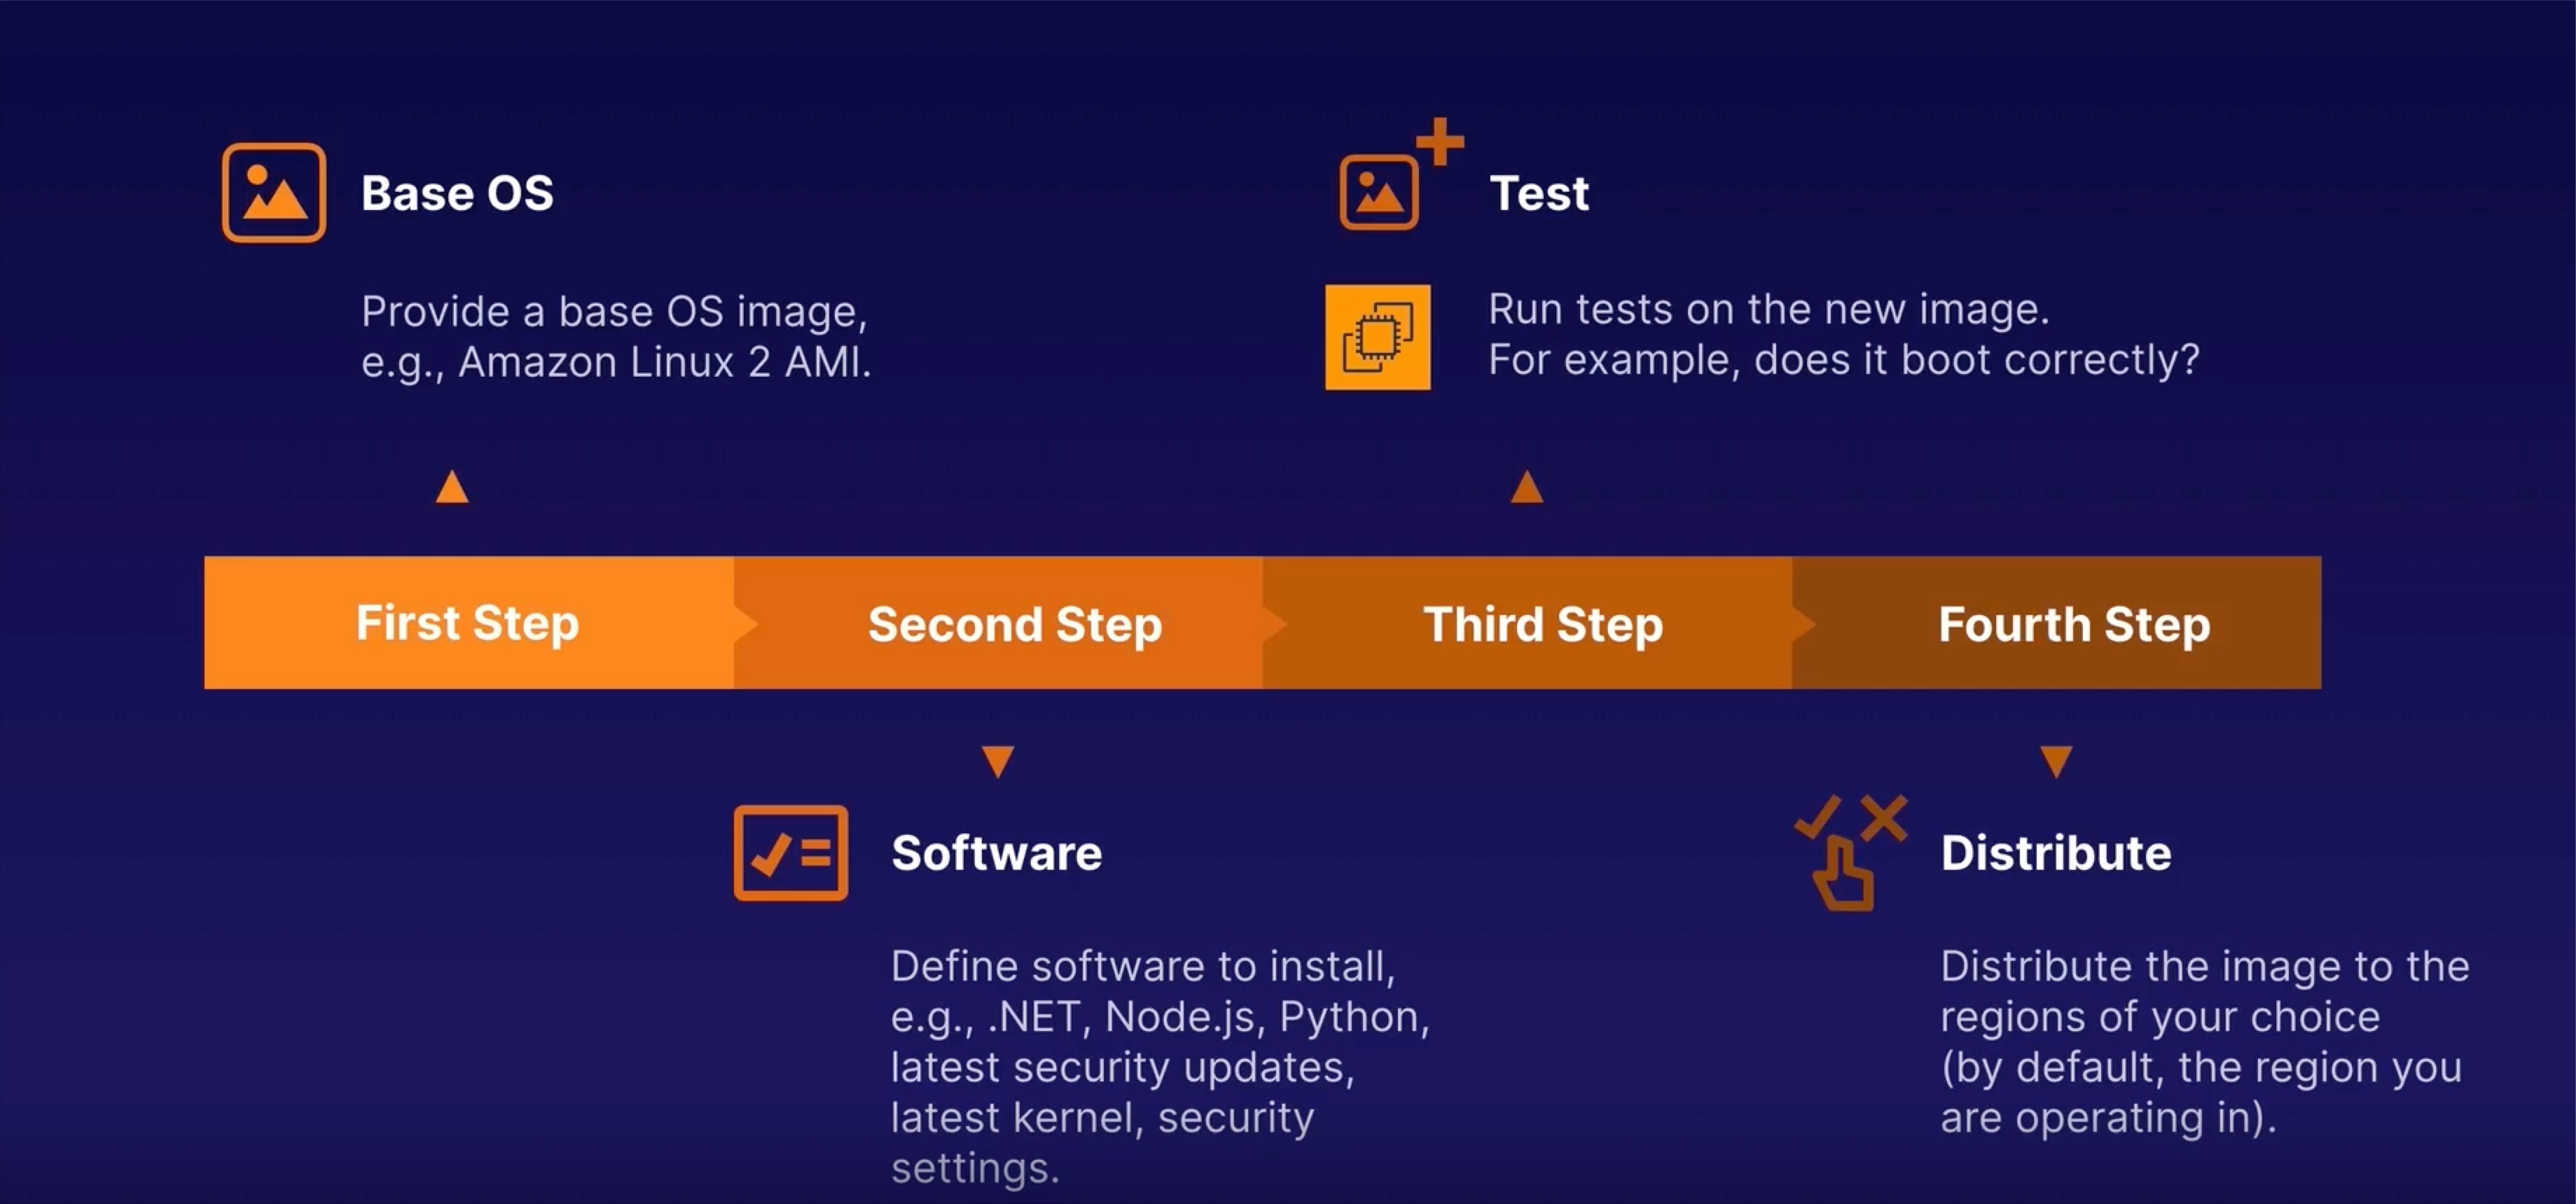 Base OS
Provide a base OS image,
e.g., Amazon Linux 2 AMI.
Test
Run tests on the new image.
For example, does it boot correctly?
First Step
Second Step
Third Step
Fourth Step
Software
Define software to install,
e.g., .NET, Node.js, Python,
latest security updates,
latest kernel, security
settings.
Distribute
Distribute the image to the
regions of your choice
(by default, the region you
are operating in).